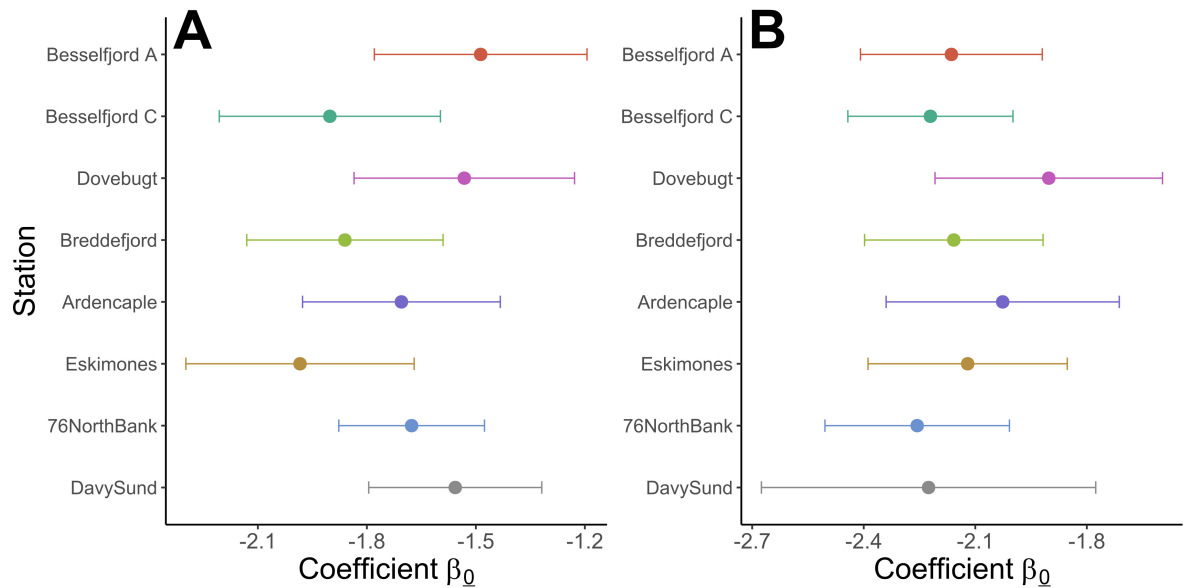 A
B
Station
Besselfjord A
Besselfjord C
Dovebugt
Breddefjord
Ardencaple
Eskimones
76NorthBank
DavySund
-2.1 -1.8 -1.5 -1.2
Coefficient β0
Besselfjord A
Besselfjord C
Dovebugt
Breddefjord
Ardencaple
Eskimones
76NorthBank
DavySund
-2.7 -2.4 -2.1 -1.8
Coefficient β0